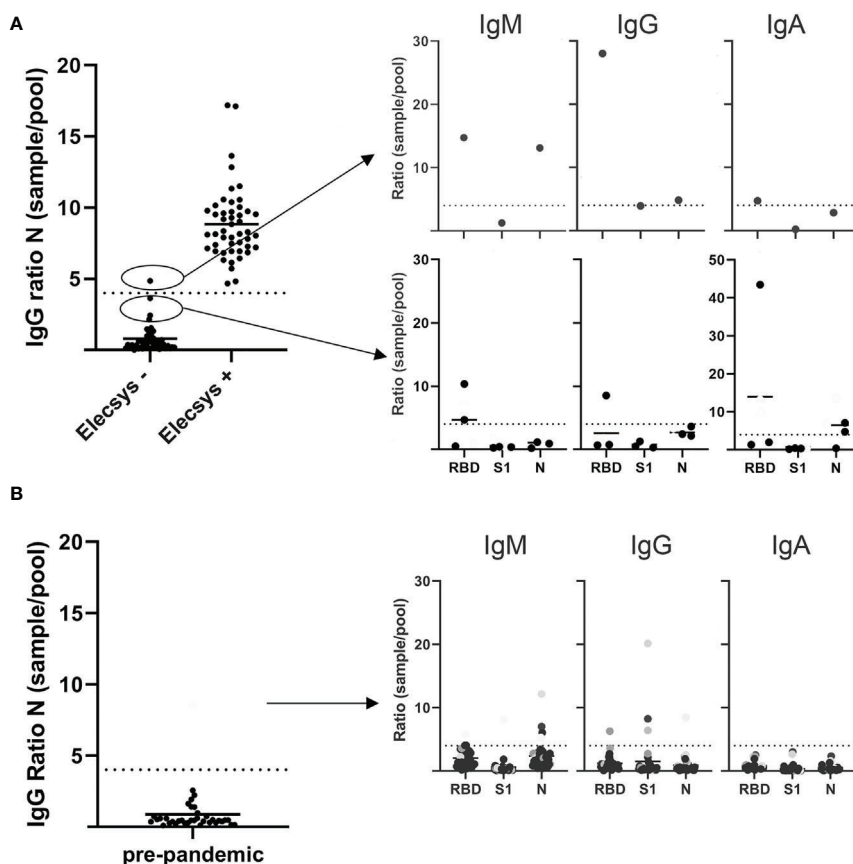 A
IgM
IgG
IgA
IgG ratio N (sample/pool)
20
15
10
5
0
Elecsys -
Elecsys +
Ratio (sample/pool)
30
20
10
Ratio (sample/pool)
30
20
10
50
40
30
20
10
RBD S1 N
RBD S1 N
RBD S1 N
B
IgM
IgG
IgA
IgG Ratio N (sample/pool)
20
15
10
5
pre-pandemic
Ratio (sample/pool)
30
20
10
0
RBD S1 N
RBD S1 N
RBD S1 N